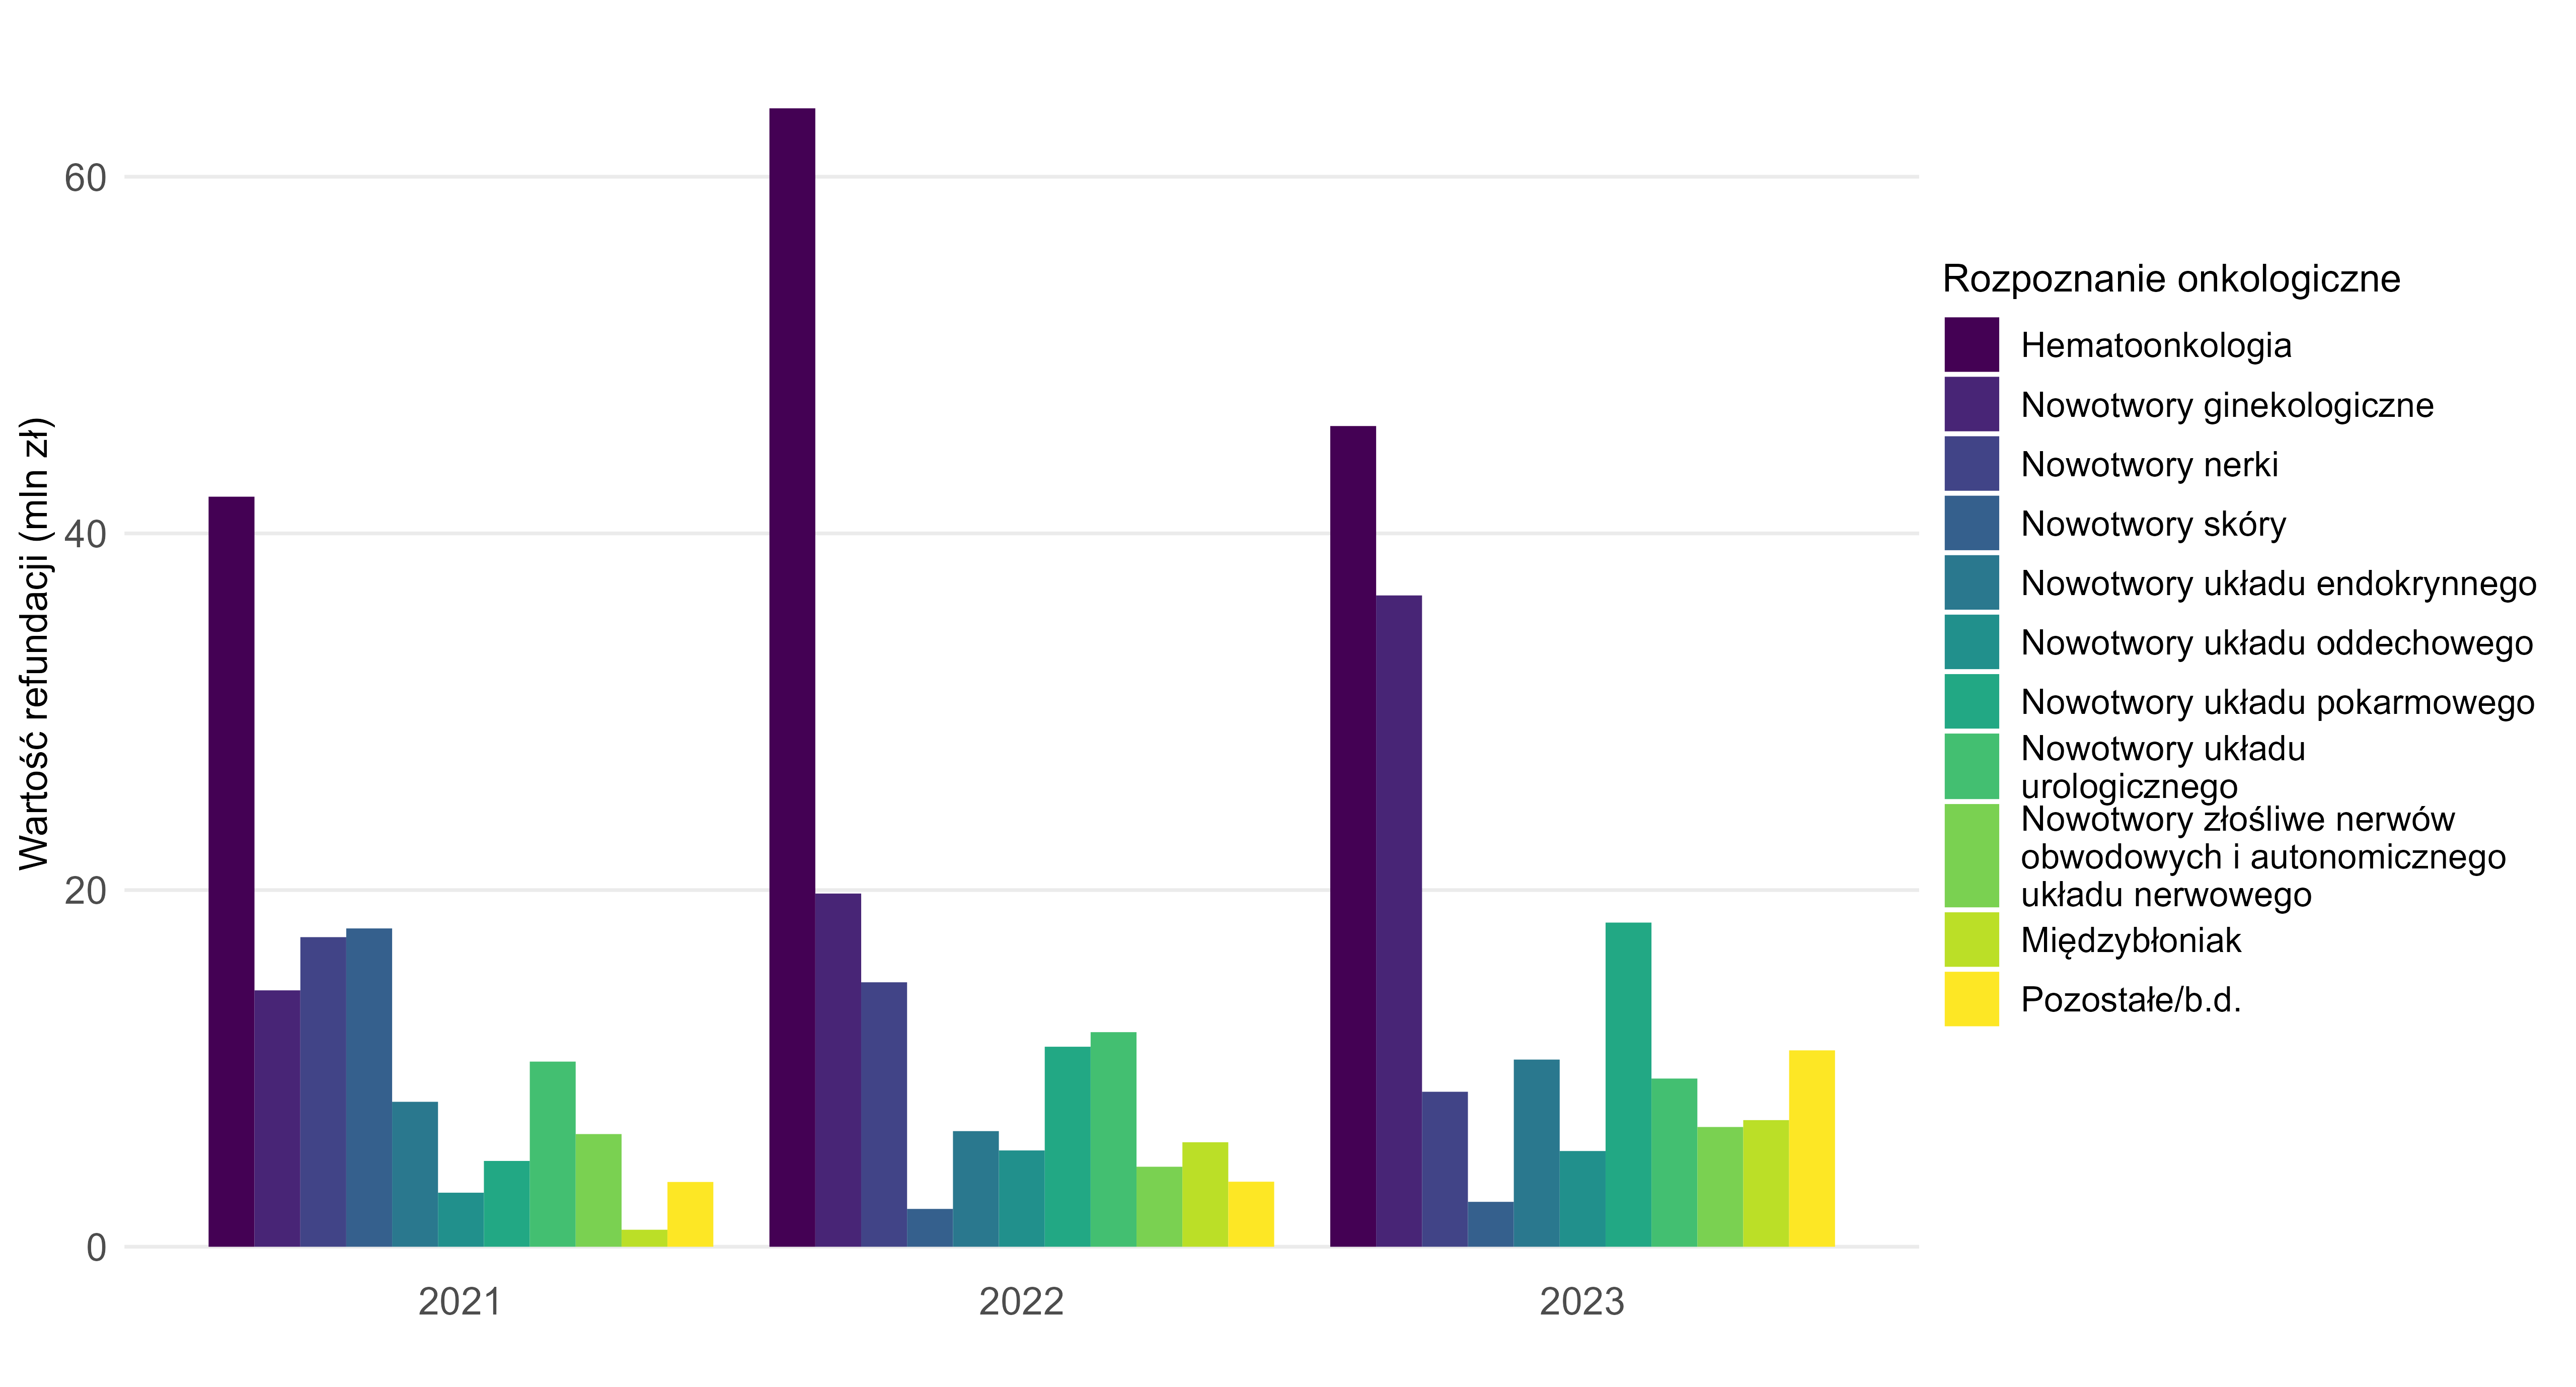 Wartość refundacji (mln zł)
60
40
20
0
2021
2022
2023
Rozpoznanie onkologiczne
Hematoonkologia
Nowotwory ginekologiczne
Nowotwory nerki
Nowotwory skóry
Nowotwory układu endokrynnego
Nowotwory układu oddechowego
Nowotwory układu pokarmowego
Nowotwory układu
urologicznego
Nowotwory złośliwe nerwów
obwodowych i autonomicznego
układu nerwowego
Międzybłoniak
Pozostałe/b.d.